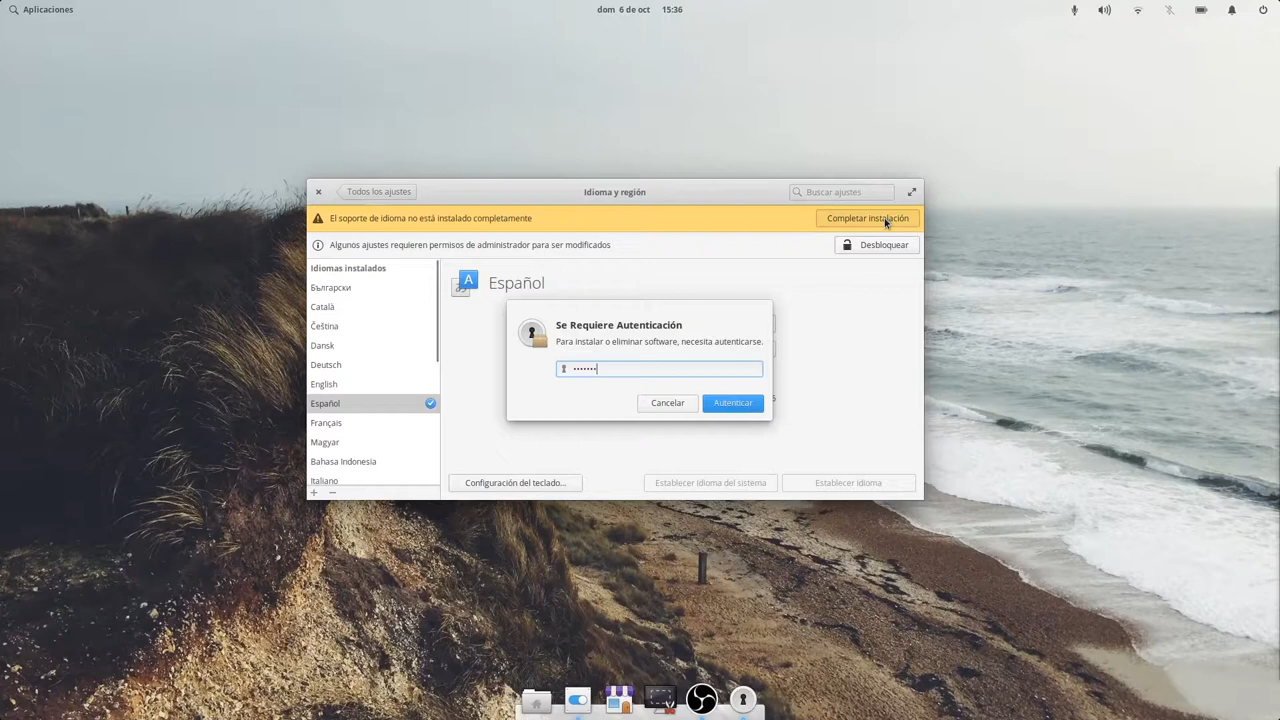 Aplicaciones
dom 6 de oct 15:36
Todos los ajustes
Idioma y región
Buscar ajustes
El soporte de idioma no está instalado completamente
Completar instalación
Algunos ajustes requieren permisos de administrador para ser modificados
Desbloquear
Idiomas instalados
Български
Català
Čeština
Dansk
Deutsch
English
Español
Français
Magyar
Bahasa Indonesia
Italiano
A
Español
Se Requiere Autenticación
Para instalar o eliminar software, necesita autenticarse.
•••••••
Cancelar
Autenticar
Configuración del teclado...
Establecer idioma del sistema
Establecer idioma